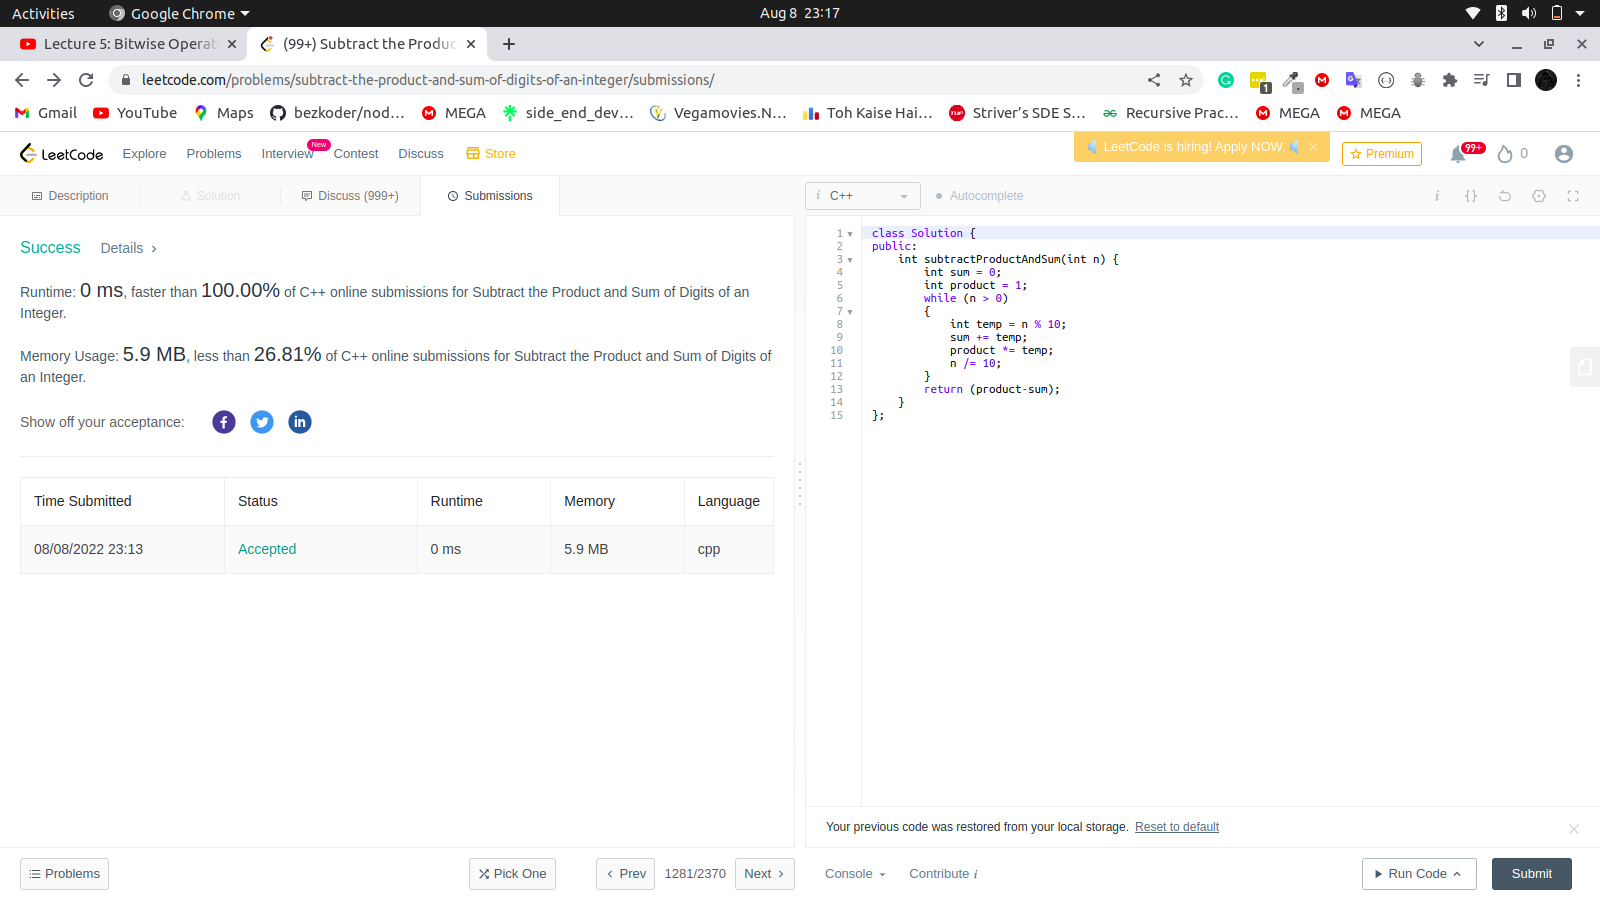 Activities Google Chrome Aug 8 23:17
Lecture 5: Bitwise Operat (99+) Subtract the Produc
leetcode.com/problems/subtract-the-product-and-sum-of-digits-of-an-integer/submissions/ 1
Gmail YouTube Maps bezkoder/nod... MEGA side_end_dev... Vegamovies.N... Toh Kaise Hai... Striver's SDE S... Recursive Prac... MEGA MEGA
LeetCode Explore Problems Interview New Contest Discuss Store LeetCode is hiring! Apply NOW. Premium 99+ 0
Description Solution Discuss (999+) Submissions i C++ Autocomplete i {}
Success Details
Runtime: 0 ms, faster than 100.00% of C++ online submissions for Subtract the Product and Sum of Digits of an
Integer.
Memory Usage: 5.9 MB, less than 26.81% of C++ online submissions for Subtract the Product and Sum of Digits of
an Integer.
Show off your acceptance: f in
Time Submitted Status Runtime Memory Language
08/08/2022 23:13 Accepted 0 ms 5.9 MB cpp
1 class Solution {
2 public:
3 int subtractProductAndSum(int n) {
4 int sum = 0;
5 int product = 1;
6 while (n > 0)
7 {
8 int temp = n % 10;
9 sum += temp;
10 product *= temp;
11 n /= 10;
12 }
13 return (product-sum);
14 }
15 };
Your previous code was restored from your local storage. Reset to default
Problems Pick One Prev 1281/2370 Next Console Contribute i Run Code Submit